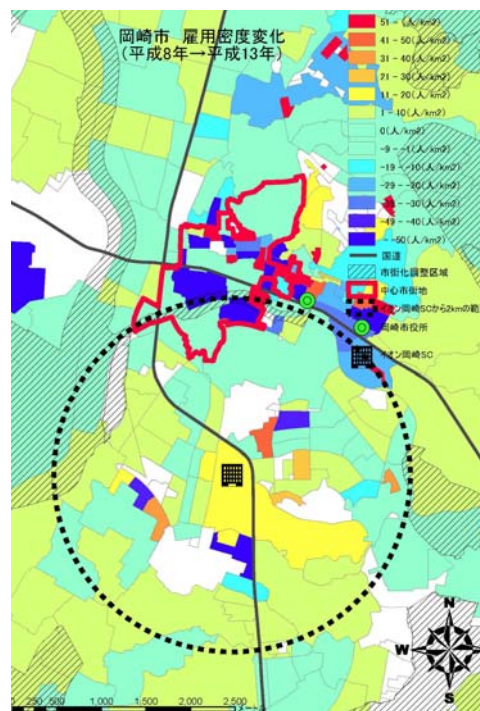 岡崎市 雇用密度変化
(平成8年→平成13年)
51 - (人/km2)
41 - 50(人/km2)
31 - 40(人/km2)
21 - 30(人/km2)
11 - 20(人/km2)
1 - 10(人/km2)
0(人/km2)
-9 - -1(人/km2)
-19 - -10(人/km2)
-29 - -20(人/km2)
-39 - -30(人/km2)
-49 - -40(人/km2)
- -50(人/km2)
国道
市街化調整区域
中心市街地
イオン岡崎SCから2kmの範
岡崎市役所
イオン岡崎SC
N
W
E
S
0 250 500 1,000 1,500 2,000 2,500